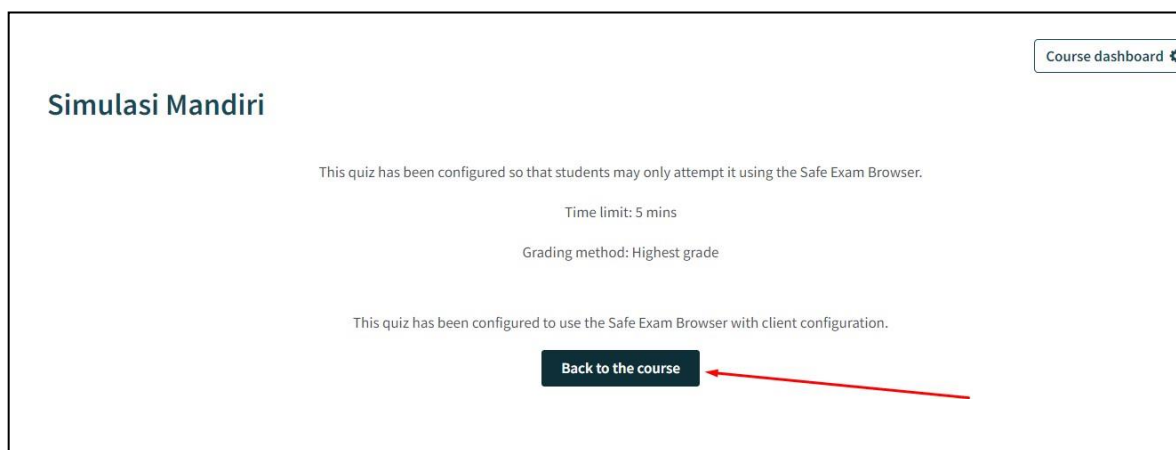 Course dashboard
Simulasi Mandiri
This quiz has been configured so that students may only attempt it using the Safe Exam Browser.
Time limit: 5 mins
Grading method: Highest grade
This quiz has been configured to use the Safe Exam Browser with client configuration.
Back to the course